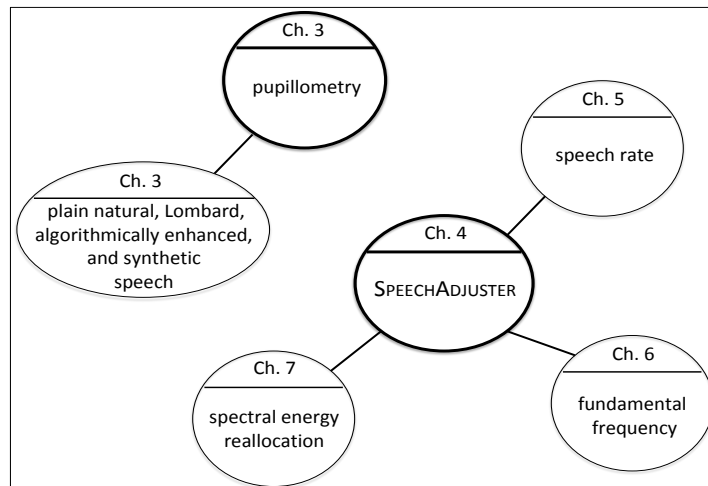 Ch. 3
pupillometry
Ch. 3
plain natural, Lombard,
algorithmically enhanced,
and synthetic
speech
Ch. 5
speech rate
Ch. 4
SPEECHADJUSTER
Ch. 7
spectral energy
reallocation
Ch. 6
fundamental
frequency